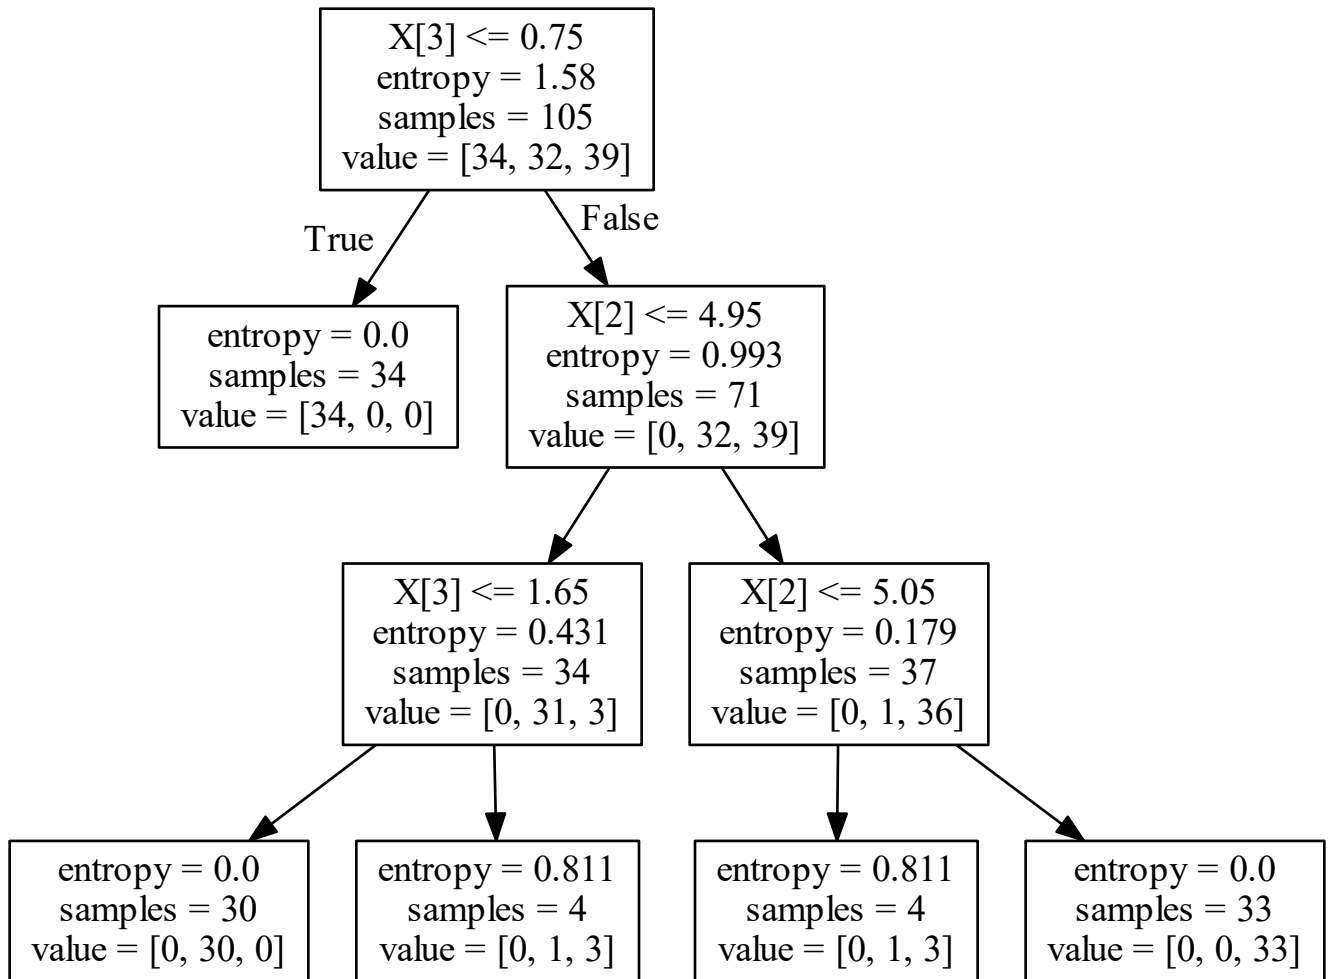 X[3] <= 0.75
entropy = 1.58
samples = 105
value = [34, 32, 39]
True
False
entropy = 0.0
samples = 34
value = [34, 0, 0]
X[2] <= 4.95
entropy = 0.993
samples = 71
value = [0, 32, 39]
X[3] <= 1.65
entropy = 0.431
samples = 34
value = [0, 31, 3]
X[2] <= 5.05
entropy = 0.179
samples = 37
value = [0, 1, 36]
entropy = 0.0
samples = 30
value = [0, 30, 0]
entropy = 0.811
samples = 4
value = [0, 1, 3]
entropy = 0.811
samples = 4
value = [0, 1, 3]
entropy = 0.0
samples = 33
value = [0, 0, 33]